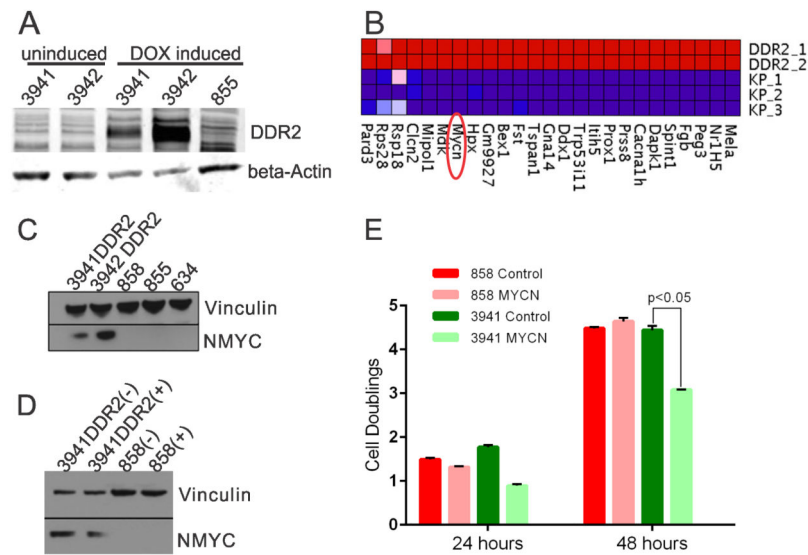 A
uninduced
DOX induced
3941
3942
3941
3942
855
DDR2
beta-Actin
B
DDR2_1
DDR2_2
KP_1
KP_2
KP_3
Pard3
Rps28
Rsp18
Clcn2
Mipol1
Mdk
Mycn
Hpx
Gm9927
Bex1
Fst
Tspan1
Gna14
Ddx1
Trp53i11
Itih5
Prox1
Prss8
Cacna1h
Dapk1
Spint1
Fgb
Peg3
Nr1H5
Mela
C
3941DDR2
3942 DDR2
858
855
634
Vinculin
NMYC
D
3941DDR2(-)
3941DDR2(+)
858(-)
858(+)
Vinculin
NMYC
E
858 Control
858 MYCN
3941 Control
3941 MYCN
p<0.05
Cell Doublings
5
4
3
2
1
0
24 hours
48 hours